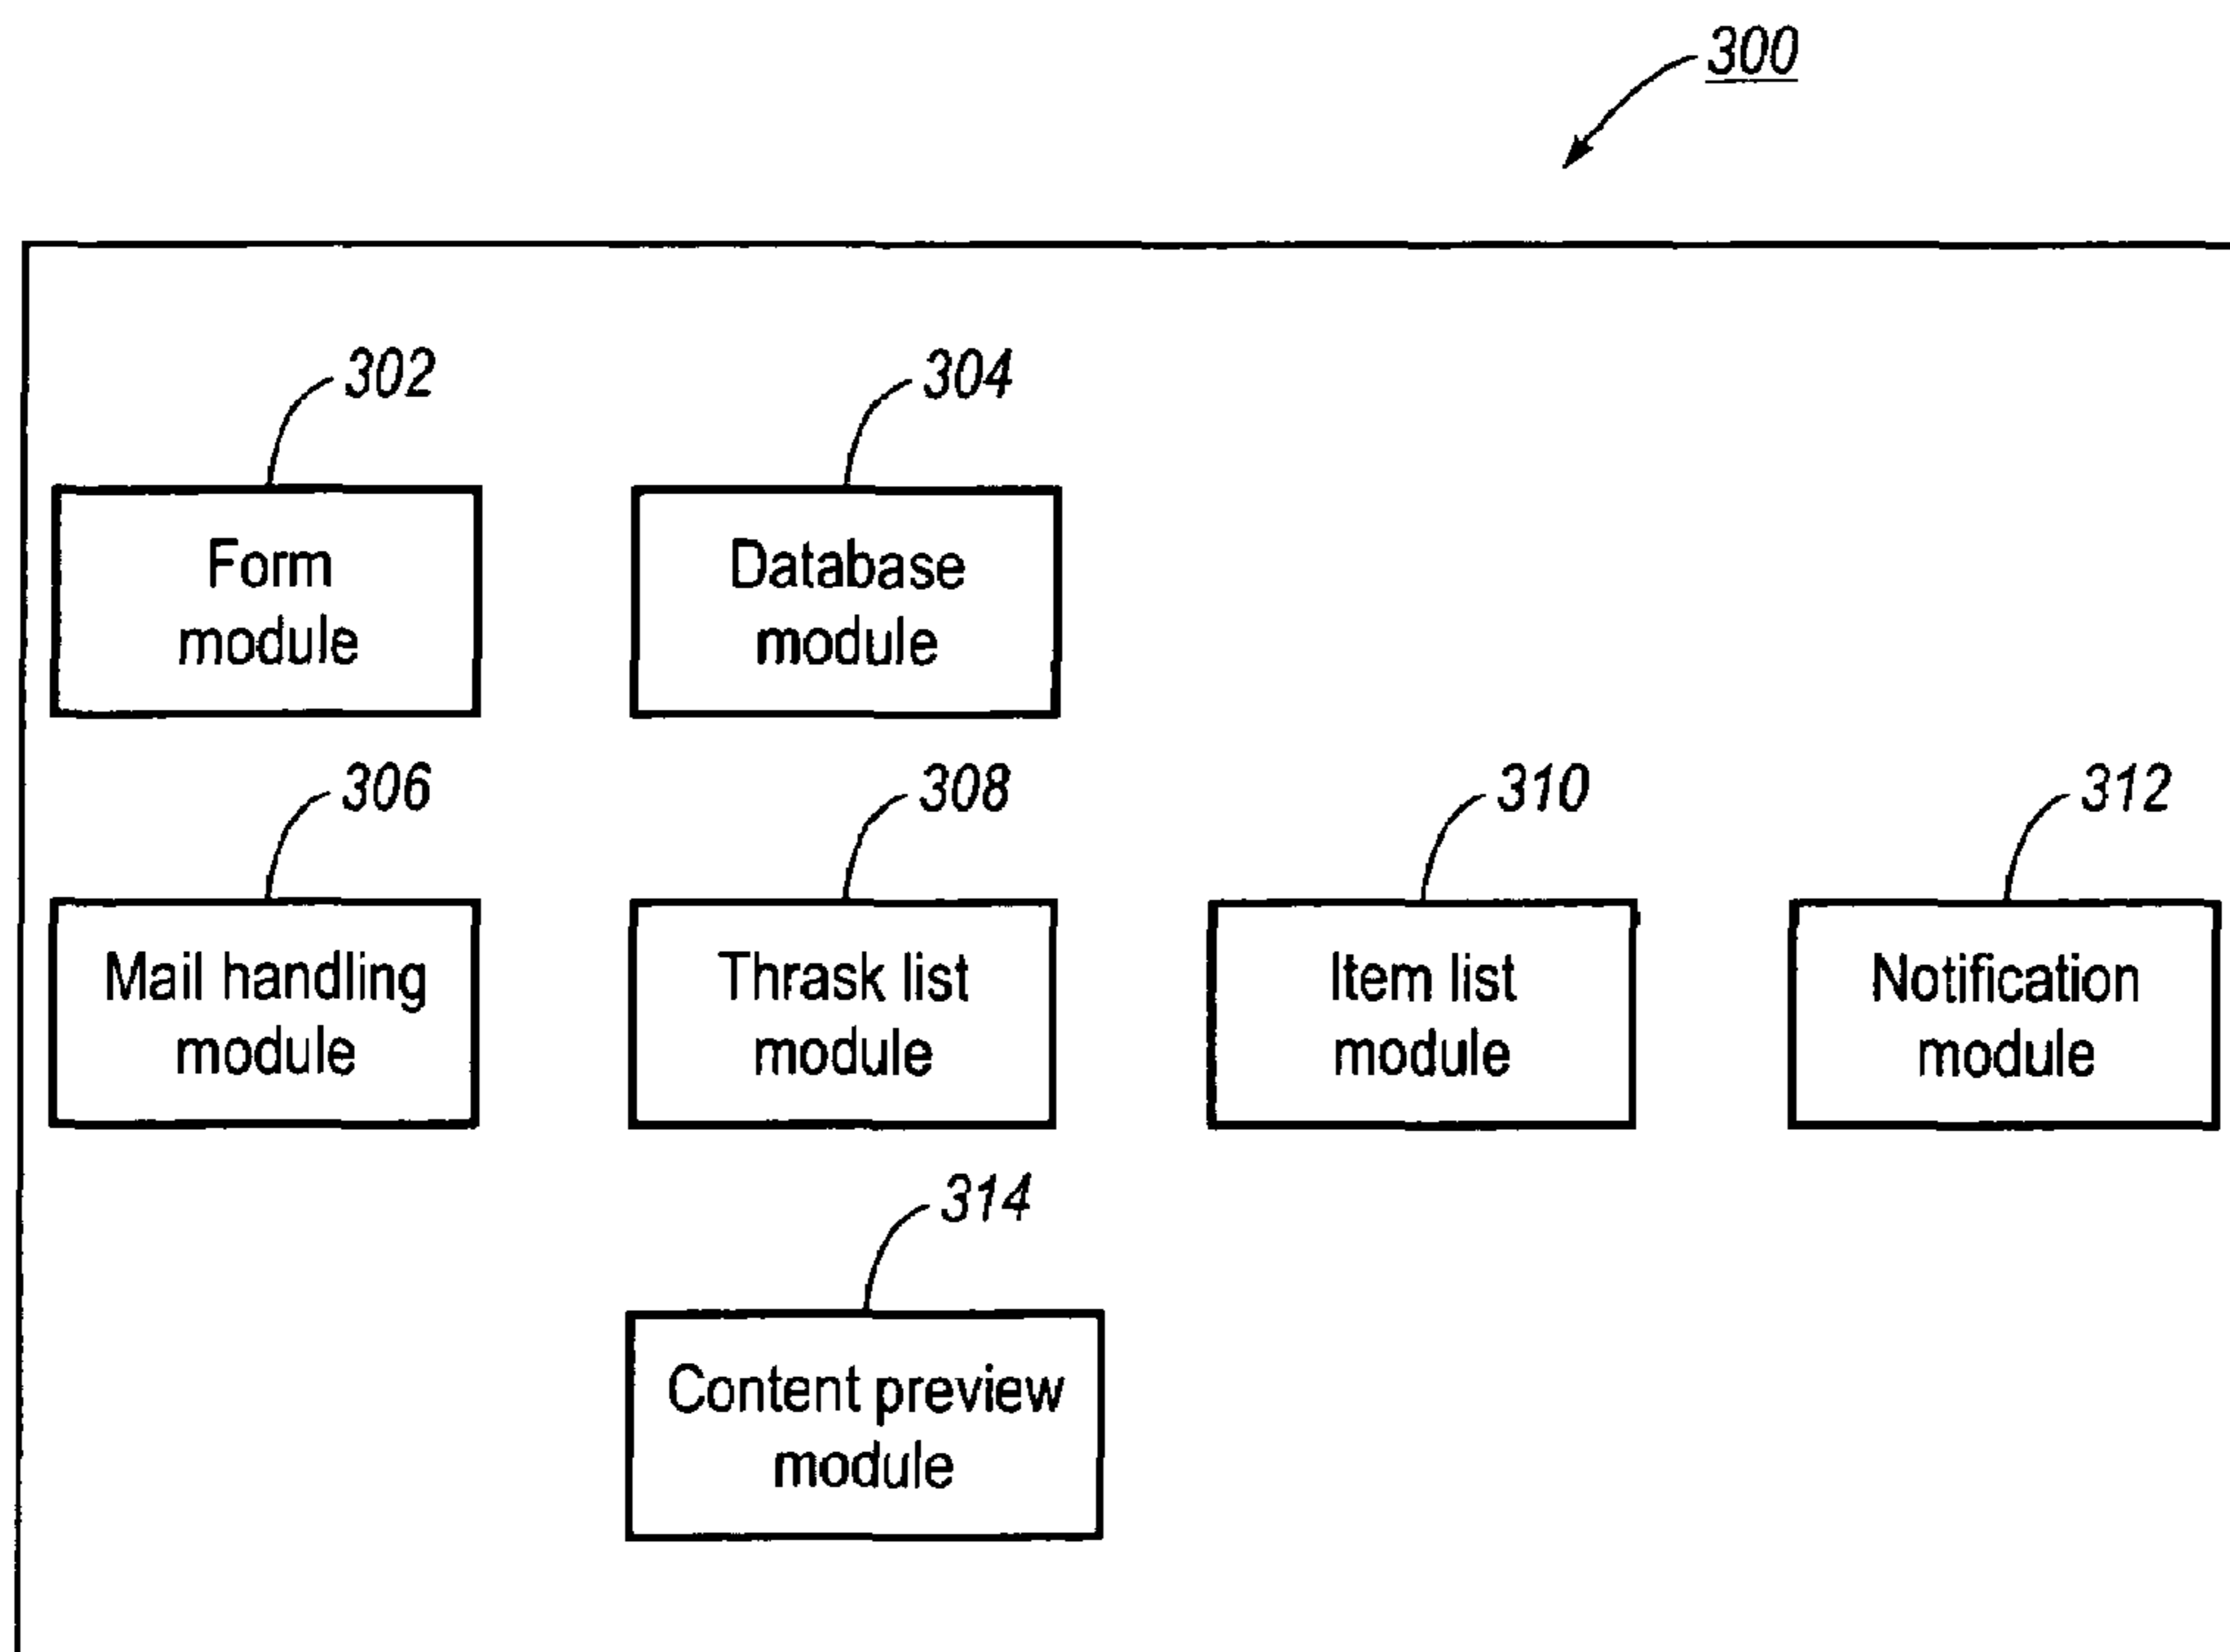 300
302
304
Form
module
Database
module
306
308
310
312
Mail handling
module
Thrask list
module
Item list
module
Notification
module
314
Content preview
module